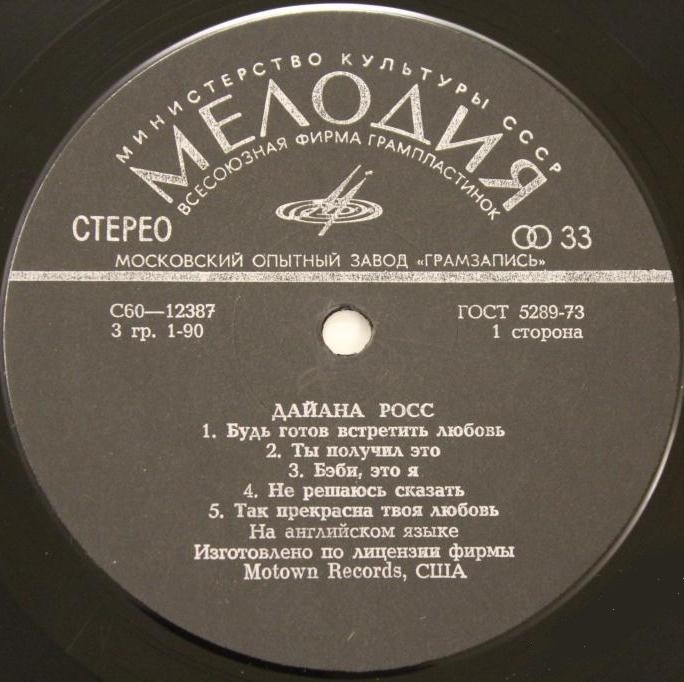 МИНИСТЕРСТВО КУЛЬТУРЫ СССР
МЕЛОДИЯ
ВСЕСОЮЗНАЯ ФИРМА ГРАМПЛАСТИНОК
СТЕРЕО
33
МОСКОВСКИЙ ОПЫТНЫЙ ЗАВОД «ГРАМЗАПИСЬ»
С60—12387
ГОСТ 5289-73
3 гр. 1-90
1 сторона
ДАЙАНА РОСС
1. Будь готов встретить любовь
2. Ты получил это
3. Бэби, это я
4. Не решаюсь сказать
5. Так прекрасна твоя любовь
На английском языке
Изготовлено по лицензии фирмы
Motown Records, США